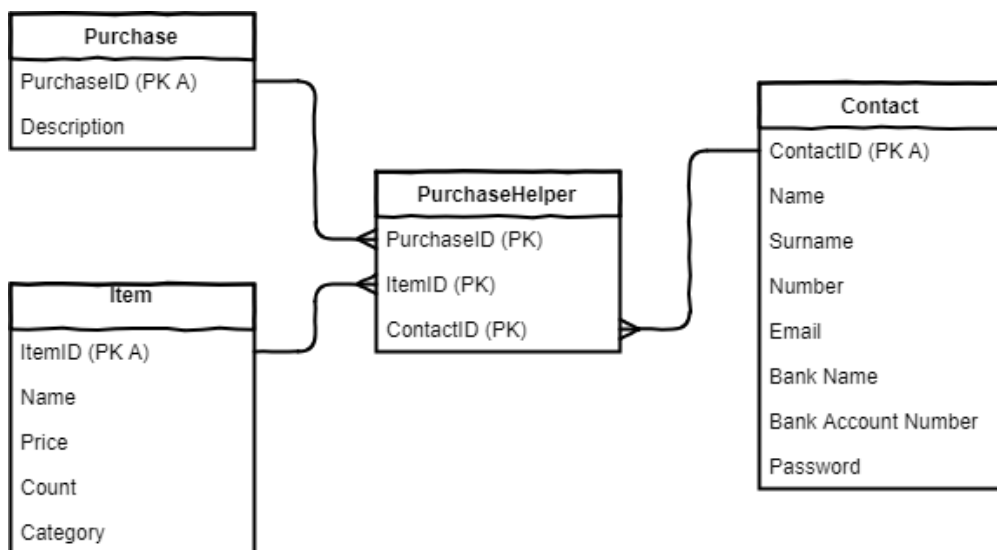 Purchase
PurchaseID (PK A)
Description
Item
ItemID (PK A)
Name
Price
Count
Category
PurchaseHelper
PurchaseID (PK)
ItemID (PK)
ContactID (PK)
Contact
ContactID (PK A)
Name
Surname
Number
Email
Bank Name
Bank Account Number
Password